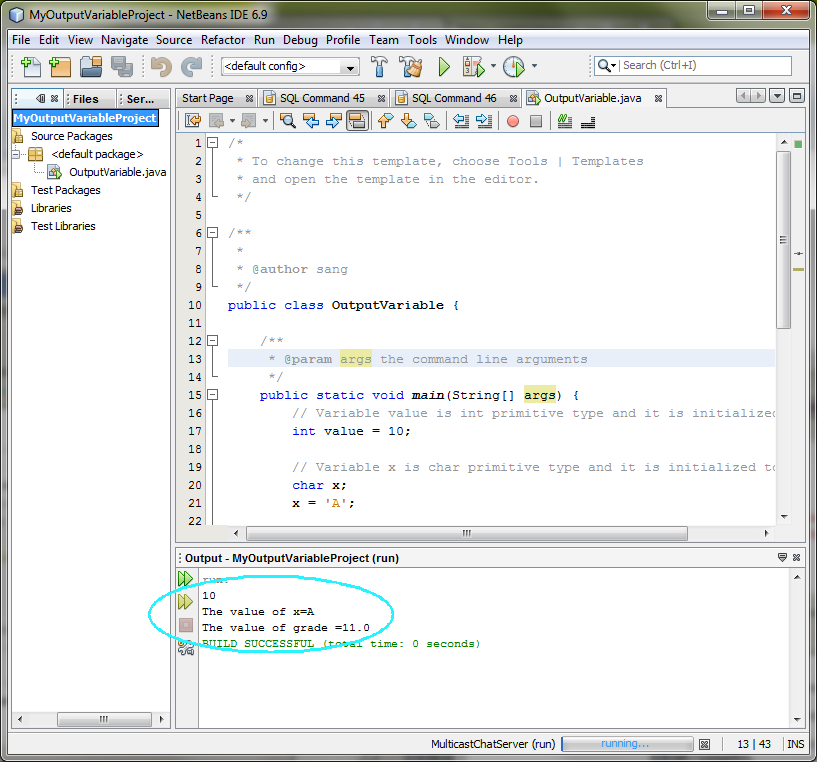 MyOutputVariableProject - NetBeans IDE 6.9
File Edit View Navigate Source Refactor Run Debug Profile Team Tools Window Help
<default config>
Search (Ctrl+I)
Files Ser...
Start Page SQL Command 45 SQL Command 46 OutputVariable.java
MyOutputVariableProject
Source Packages
<default package>
OutputVariable.java
Test Packages
Libraries
Test Libraries
1 /*
2 * To change this template, choose Tools | Templates
3 * and open the template in the editor.
4 */
5
6 /**
7 *
8 * @author sang
9 */
10 public class OutputVariable {
11
12 /**
13 * @param args the command line arguments
14 */
15 public static void main(String[] args) {
16 // Variable value is int primitive type and it is initialized
17 int value = 10;
18
19 // Variable x is char primitive type and it is initialized to
20 char x;
21 x = 'A';
22
Output - MyOutputVariableProject (run)
run:
10
The value of x=A
The value of grade =11.0
BUILD SUCCESSFUL (total time: 0 seconds)
MulticastChatServer (run) running... 13 | 43 INS